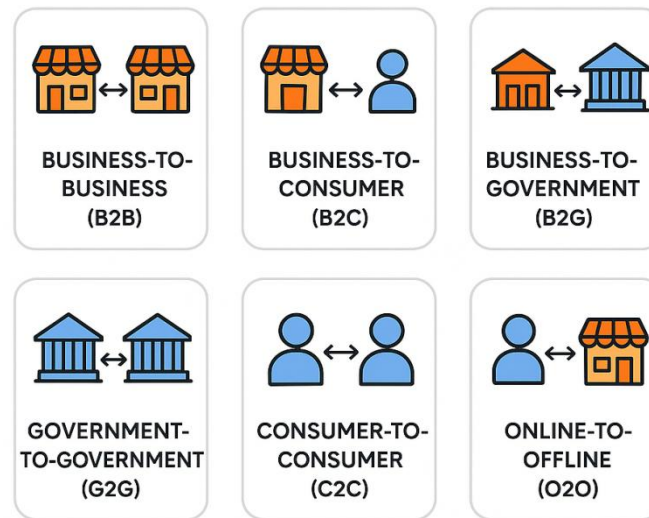 BUSINESS-TO-
BUSINESS
(B2B)
BUSINESS-TO-
CONSUMER
(B2C)
BUSINESS-TO-
GOVERNMENT
(B2G)
GOVERNMENT-
TO-GOVERNMENT
(G2G)
CONSUMER-TO-
CONSUMER
(C2C)
ONLINE-TO-
OFFLINE
(O2O)